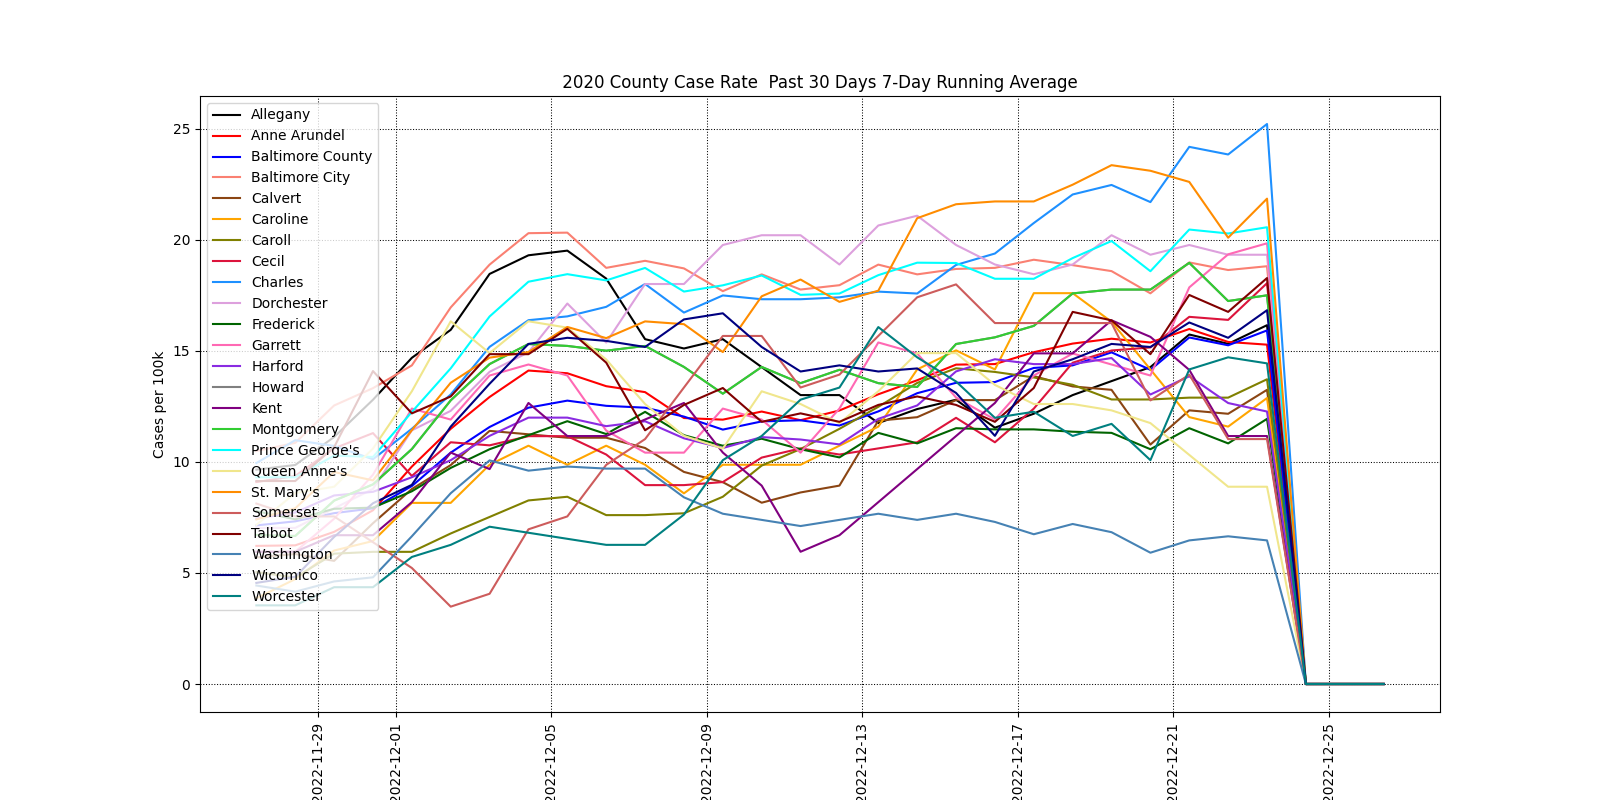 2020 County Case Rate  Past 30 Days 7-Day Running Average
Cases per 100k
25
20
15
10
5
0
Allegany
Anne Arundel
Baltimore County
Baltimore City
Calvert
Caroline
Caroll
Cecil
Charles
Dorchester
Frederick
Garrett
Harford
Howard
Kent
Montgomery
Prince George's
Queen Anne's
St. Mary's
Somerset
Talbot
Washington
Wicomico
Worcester
2022-11-29
2022-12-01
2022-12-05
2022-12-09
2022-12-13
2022-12-17
2022-12-21
2022-12-25